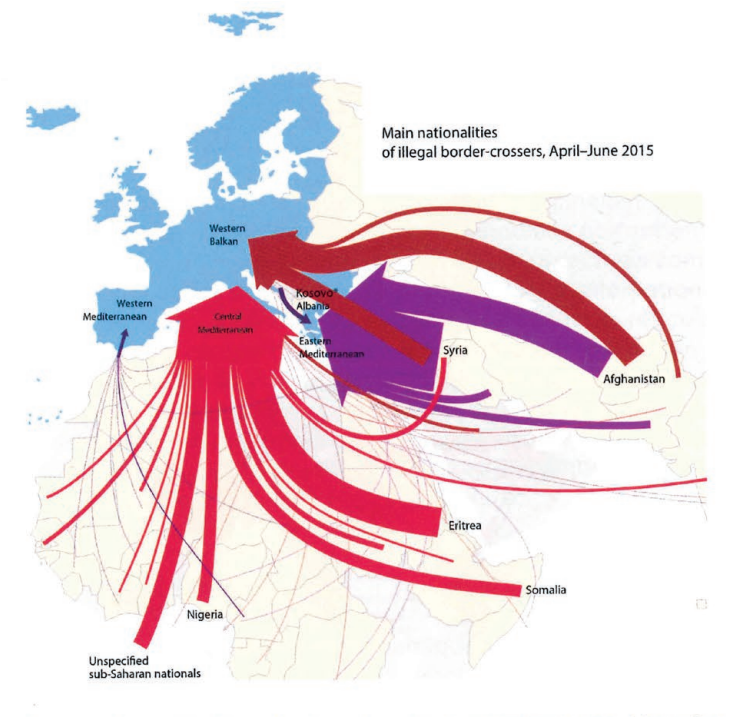 Main nationalities
of illegal border-crossers, April–June 2015
Western
Balkan
Kosovo*
Albania
Western
Mediterranean
Central
Mediterranean
Eastern
Mediterranean
Syria
Afghanistan
Eritrea
Somalia
Nigeria
Unspecified
sub-Saharan nationals